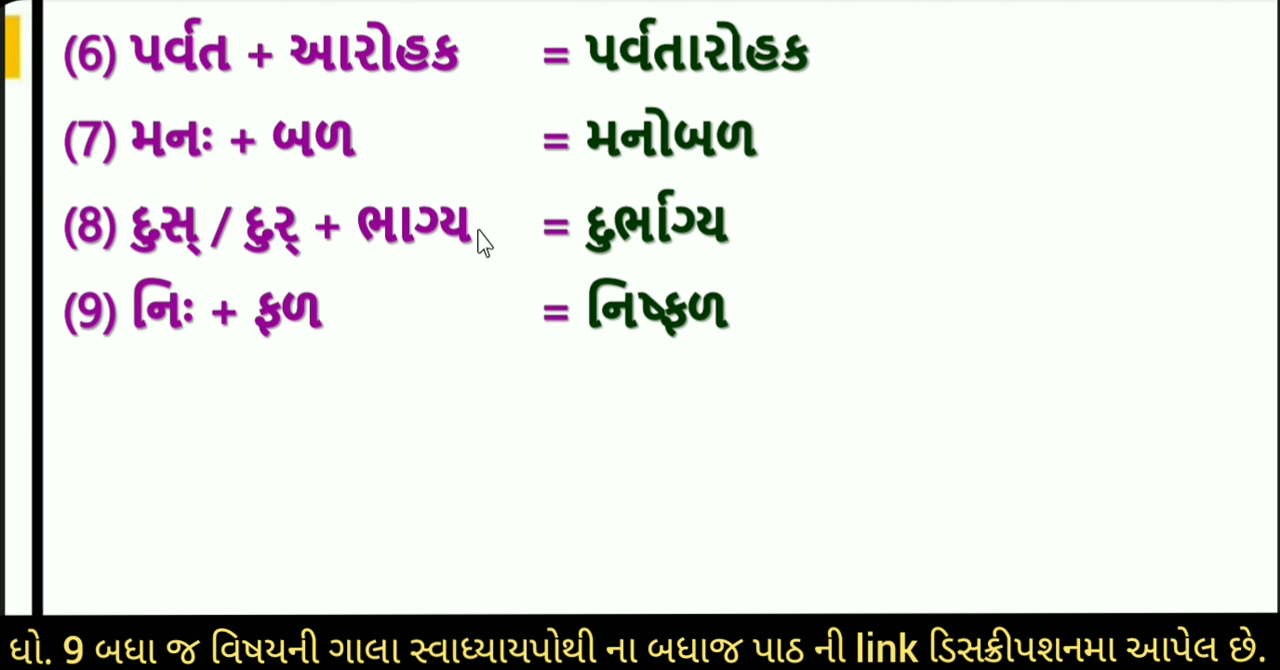 (6) પર્વત + આરોહક = પર્વતારોહક
(7) મનઃ + બળ = મનોબળ
(8) દુસ્ / દુર્ + ભાગ્ય = દુર્ભાગ્ય
(9) નિઃ + ફળ = નિષ્ફળ
ધો. 9 બધા જ વિષયની ગાલા સ્વાધ્યાયપોથી ના બધાજ પાઠ ની link ડિસક્રીપશનમા આપેલ છે.